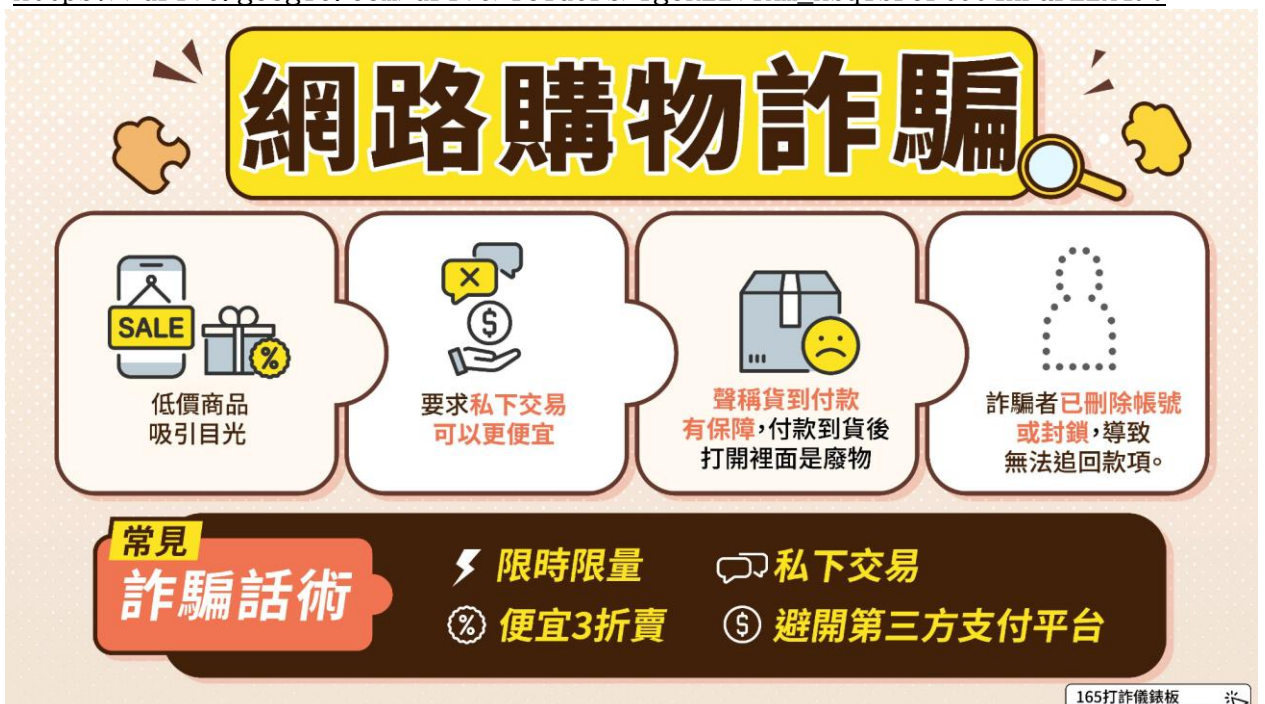 網路購物詐騙
SALE
%
低價商品
吸引目光
$
要求私下交易
可以更便宜
聲稱貨到付款
有保障,付款到貨後
打開裡面是廢物
詐騙者已刪除帳號
或封鎖,導致
無法追回款項。
常見
詐騙話術
限時限量
私下交易
% 便宜3折賣
$ 避開第三方支付平台
165打詐儀錶板